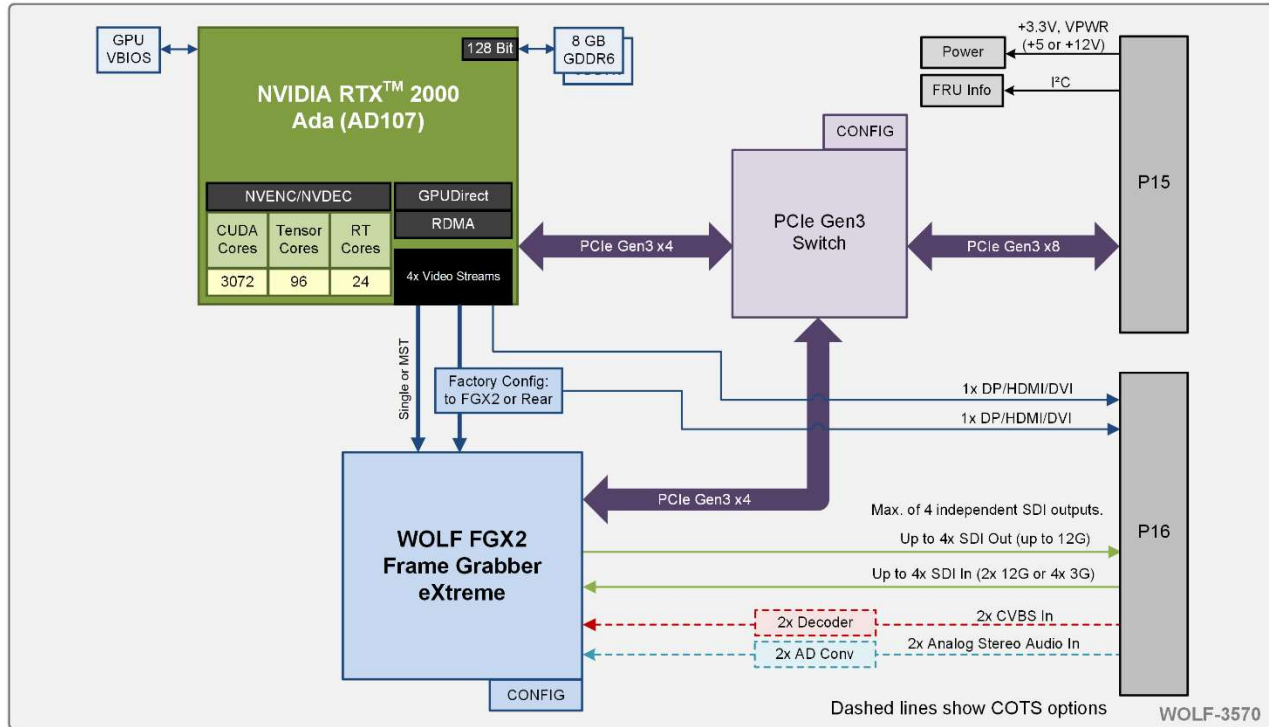 GPU
VBIOS
128 Bit
8 GB
GDDR6
NVIDIA RTX™ 2000
Ada (AD107)
NVENC/NVDEC
GPUDirect
RDMA
CUDA
Cores
Tensor
Cores
RT
Cores
3072
96
24
4x Video Streams
+3.3V, VPWR
(+5 or +12V)
Power
FRU Info
I²C
P15
CONFIG
PCIe Gen3
Switch
PCIe Gen3 x4
PCIe Gen3 x8
Single or MST
Factory Config:
to FGX2 or Rear
1x DP/HDMI/DVI
1x DP/HDMI/DVI
PCIe Gen3 x4
WOLF FGX2
Frame Grabber
eXtreme
CONFIG
Max. of 4 independent SDI outputs.
Up to 4x SDI Out (up to 12G)
Up to 4x SDI In (2x 12G or 4x 3G)
2x Decoder
2x CVBS In
2x AD Conv
2x Analog Stereo Audio In
P16
Dashed lines show COTS options
WOLF-3570